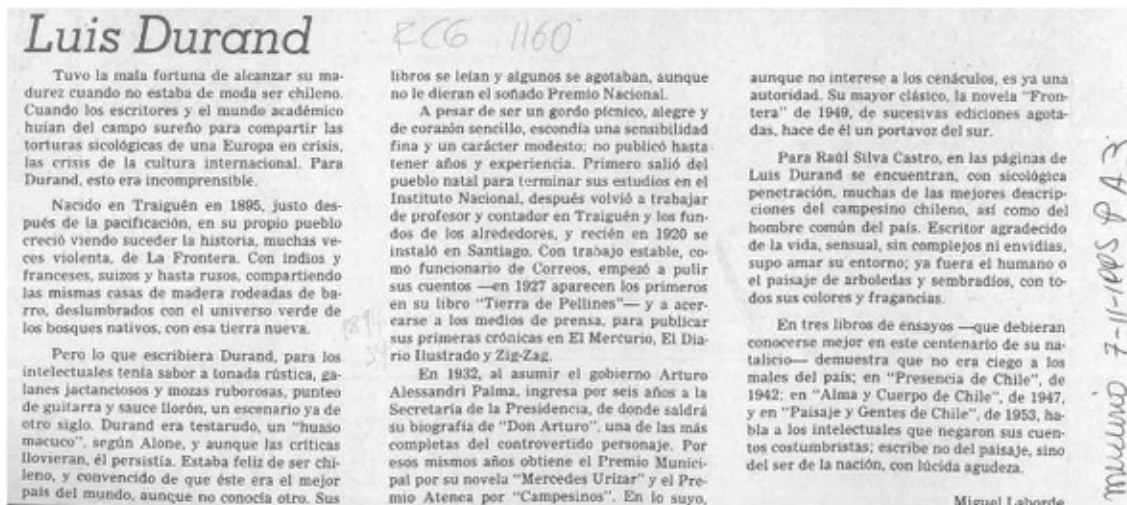 Luis Durand
RCG 1160
Tuvo la mala fortuna de alcanzar su ma-
durez cuando no estaba de moda ser chileno.
Cuando los escritores y el mundo académico
huían del campo sureño para compartir las
torturas sicológicas de una Europa en crisis,
las crisis de la cultura internacional. Para
Durand, esto era incomprensible.
Nacido en Traiguén en 1895, justo des-
pués de la pacificación, en su propio pueblo
creció viendo suceder la historia, muchas ve-
ces violenta, de La Frontera. Con indios y
franceses, suizos y hasta rusos, compartiendo
las mismas casas de madera rodeadas de ba-
rro, deslumbrados con el universo verde de
los bosques nativos, con esa tierra nueva.
Pero lo que escribiera Durand, para los
intelectuales tenía sabor a tonada rústica, ga-
lanes jactanciosos y mozas ruborosas, punteo
de guitarra y sauce llorón, un escenario ya de
otro siglo. Durand era testarudo, un "huaso
macuco", según Alone, y aunque las críticas
llovieran, él persistía. Estaba feliz de ser chi-
leno, y convencido de que éste era el mejor
país del mundo, aunque no conocía otro. Sus
libros se leían y algunos se agotaban, aunque
no le dieran el soñado Premio Nacional.
A pesar de ser un gordo pícnico, alegre y
de corazón sencillo, escondía una sensibilidad
fina y un carácter modesto; no publicó hasta
tener años y experiencia. Primero salió del
pueblo natal para terminar sus estudios en el
Instituto Nacional, después volvió a trabajar
de profesor y contador en Traiguén y los fun-
dos de los alrededores, y recién en 1920 se
instaló en Santiago. Con trabajo estable, co-
mo funcionario de Correos, empezó a pulir
sus cuentos —en 1927 aparecen los primeros
en su libro "Tierra de Pellines"— y a acer-
carse a los medios de prensa, para publicar
sus primeras crónicas en El Mercurio, El Dia-
rio Ilustrado y Zig-Zag.
En 1932, al asumir el gobierno Arturo
Alessandri Palma, ingresa por seis años a la
Secretaría de la Presidencia, de donde saldrá
su biografía de "Don Arturo", una de las más
completas del controvertido personaje. Por
esos mismos años obtiene el Premio Munici-
pal por su novela "Mercedes Urízar" y el Pre-
mio Atenea por "Campesinos". En lo suyo,
aunque no interese a los cenáculos, es ya una
autoridad. Su mayor clásico, la novela "Fron-
tera" de 1949, de sucesivas ediciones agota-
das, hace de él un portavoz del sur.
Para Raúl Silva Castro, en las páginas de
Luis Durand se encuentran, con sicológica
penetración, muchas de las mejores descrip-
ciones del campesino chileno, así como del
hombre común del país. Escritor agradecido
de la vida, sensual, sin complejos ni envidias,
supo amar su entorno; ya fuera el humano o
el paisaje de arboledas y sembradíos, con to-
dos sus colores y fragancias.
En tres libros de ensayos —que debieran
conocerse mejor en este centenario de su na-
talicio— demuestra que no era ciego a los
males del país; en "Presencia de Chile", de
1942; en "Alma y Cuerpo de Chile", de 1947,
y en "Paisaje y Gentes de Chile", de 1953, ha-
bla a los intelectuales que negaron sus cuen-
tos costumbristas; escribe no del paisaje, sino
del ser de la nación, con lúcida agudeza.
Miguel Laborde